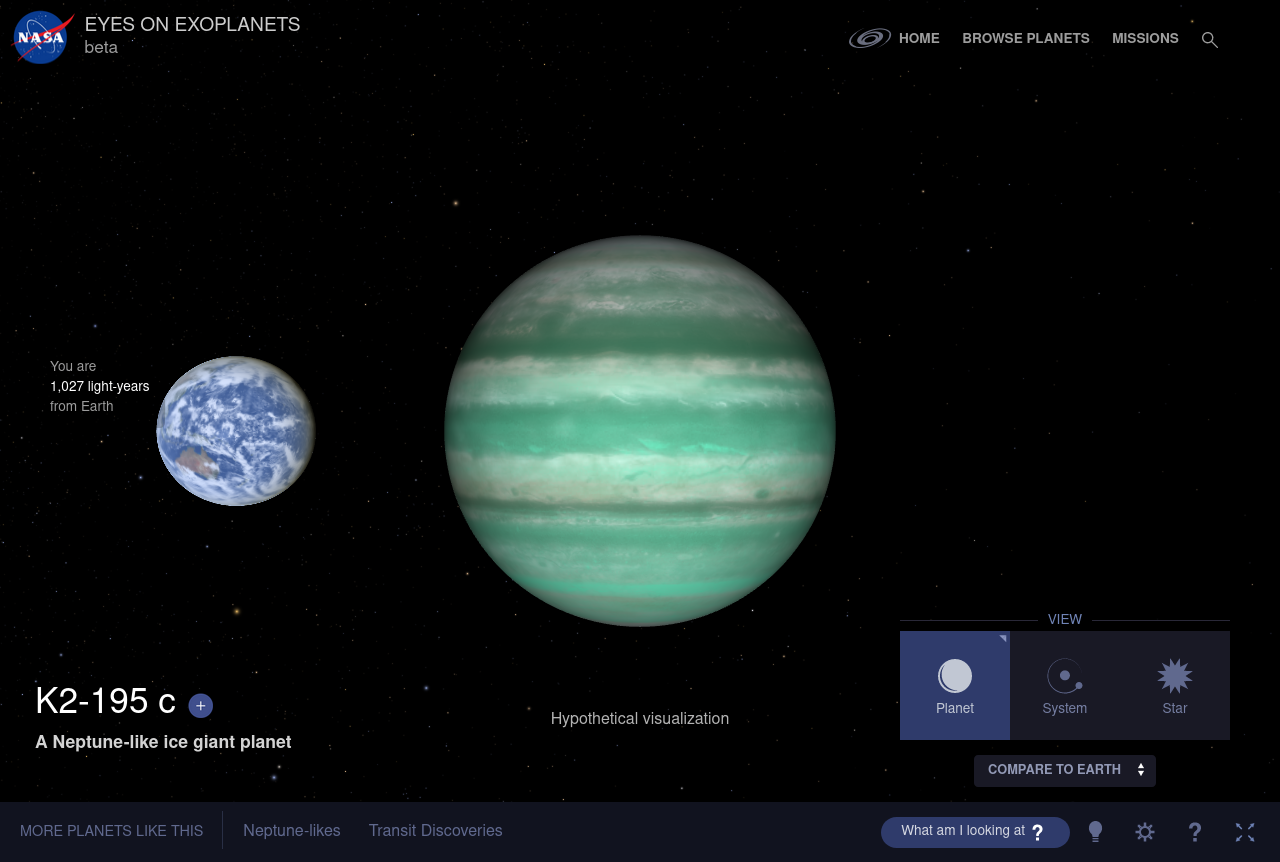 NASA
EYES ON EXOPLANETS
beta
HOME
BROWSE PLANETS
MISSIONS
You are
1,027 light-years
from Earth
K2-195 c +
A Neptune-like ice giant planet
Hypothetical visualization
VIEW
Planet
System
Star
COMPARE TO EARTH
MORE PLANETS LIKE THIS
Neptune-likes
Transit Discoveries
What am I looking at ?
?